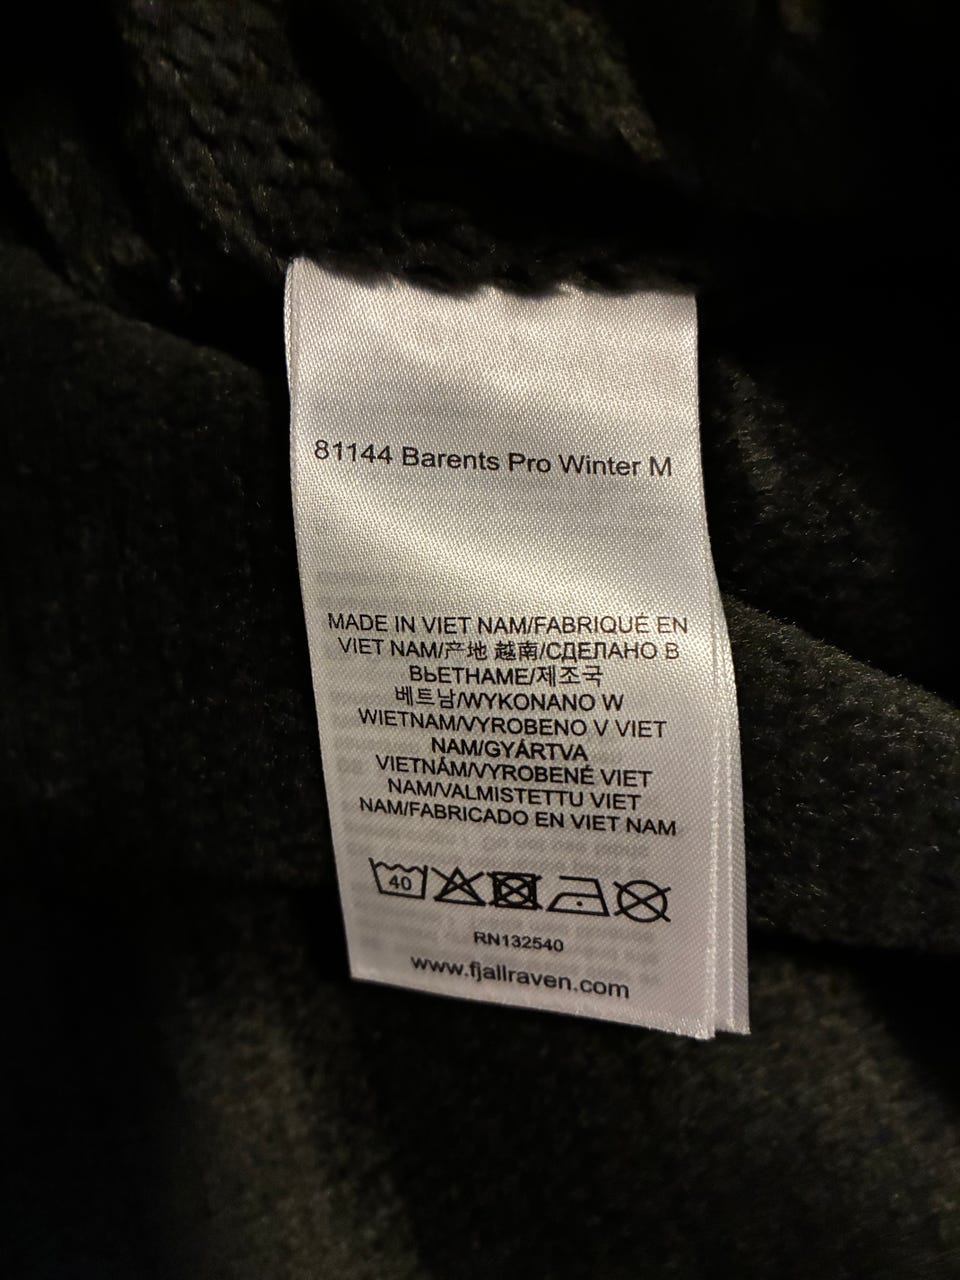 81144 Barents Pro Winter M
MADE IN VIET NAM/FABRIQUÉ EN
VIET NAM/产地 越南/СДЕЛАНО В
ВЬЕТНАМЕ/제조국
베트남/WYKONANO W
WIETNAM/VYROBENO V VIET
NAM/GYÁRTVA
VIETNÁM/VYROBENÉ VIET
NAM/VALMISTETTU VIET
NAM/FABRICADO EN VIET NAM
40
RN132540
www.fjallraven.com